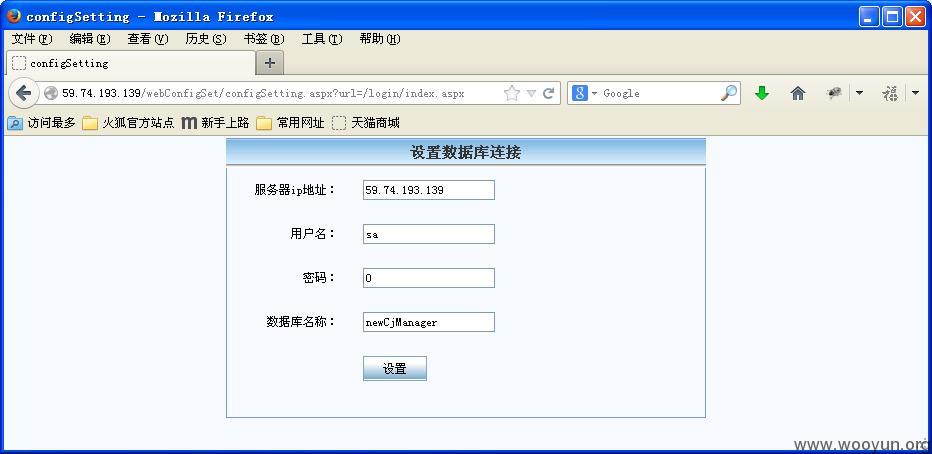 configSetting - Mozilla Firefox
文件(F) 编辑(E) 查看(V) 历史(S) 书签(B) 工具(T) 帮助(H)
configSetting
59.74.193.139/webConfigSet/configSetting.aspx?url=/login/index.aspx Google
访问最多 火狐官方站点 新手上路 常用网址 天猫商城
设置数据库连接
服务器ip地址: 59.74.193.139
用户名: sa
密码: 0
数据库名称: newCjManager
设置
www.wooyun.org